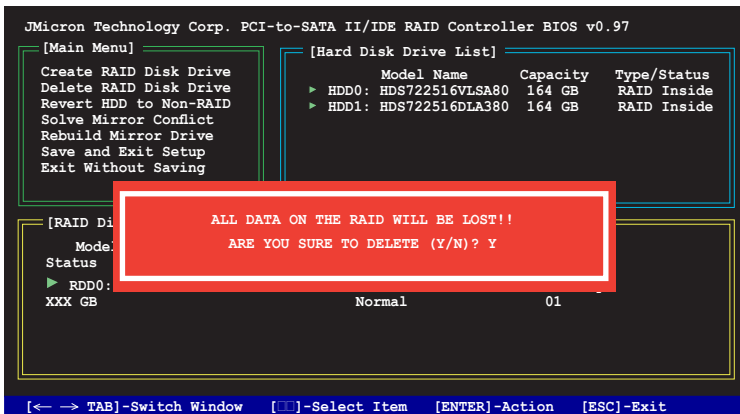 JMicron Technology Corp. PCI-to-SATA II/IDE RAID Controller BIOS v0.97
[Main Menu]
Create RAID Disk Drive
Delete RAID Disk Drive
Revert HDD to Non-RAID
Solve Mirror Conflict
Rebuild Mirror Drive
Save and Exit Setup
Exit Without Saving
[Hard Disk Drive List]
Model Name Capacity Type/Status
▶ HDD0: HDS722516VLSA80 164 GB RAID Inside
▶ HDD1: HDS722516DLA380 164 GB RAID Inside
ALL DATA ON THE RAID WILL BE LOST!!
ARE YOU SURE TO DELETE (Y/N)? Y
[RAID Di
Model
Status
▶ RDD0:
XXX GB Normal 01
[← → TAB]-Switch Window [□□]-Select Item [ENTER]-Action [ESC]-Exit